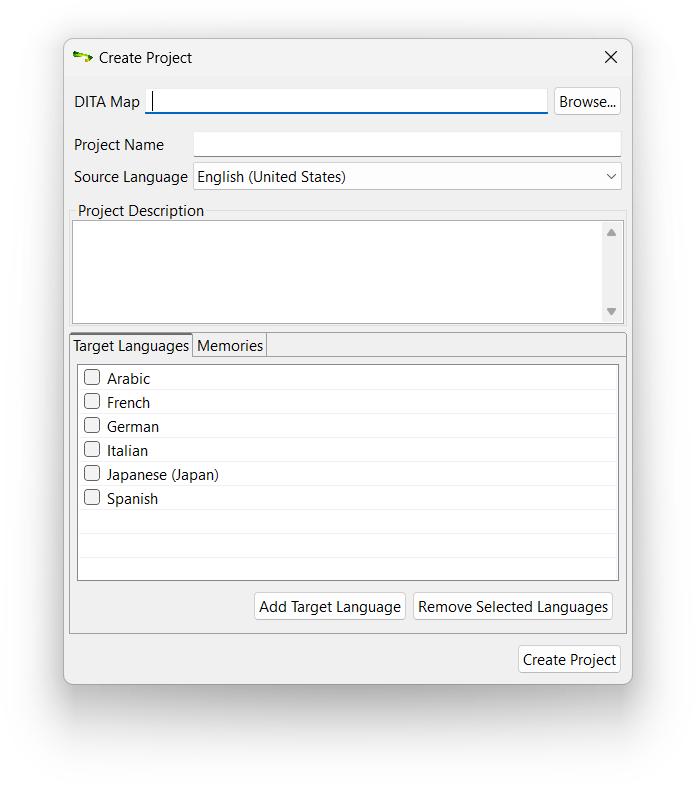 Create Project
DITA Map Browse...
Project Name
Source Language English (United States)
Project Description
Target Languages Memories
Arabic
French
German
Italian
Japanese (Japan)
Spanish
Add Target Language Remove Selected Languages
Create Project